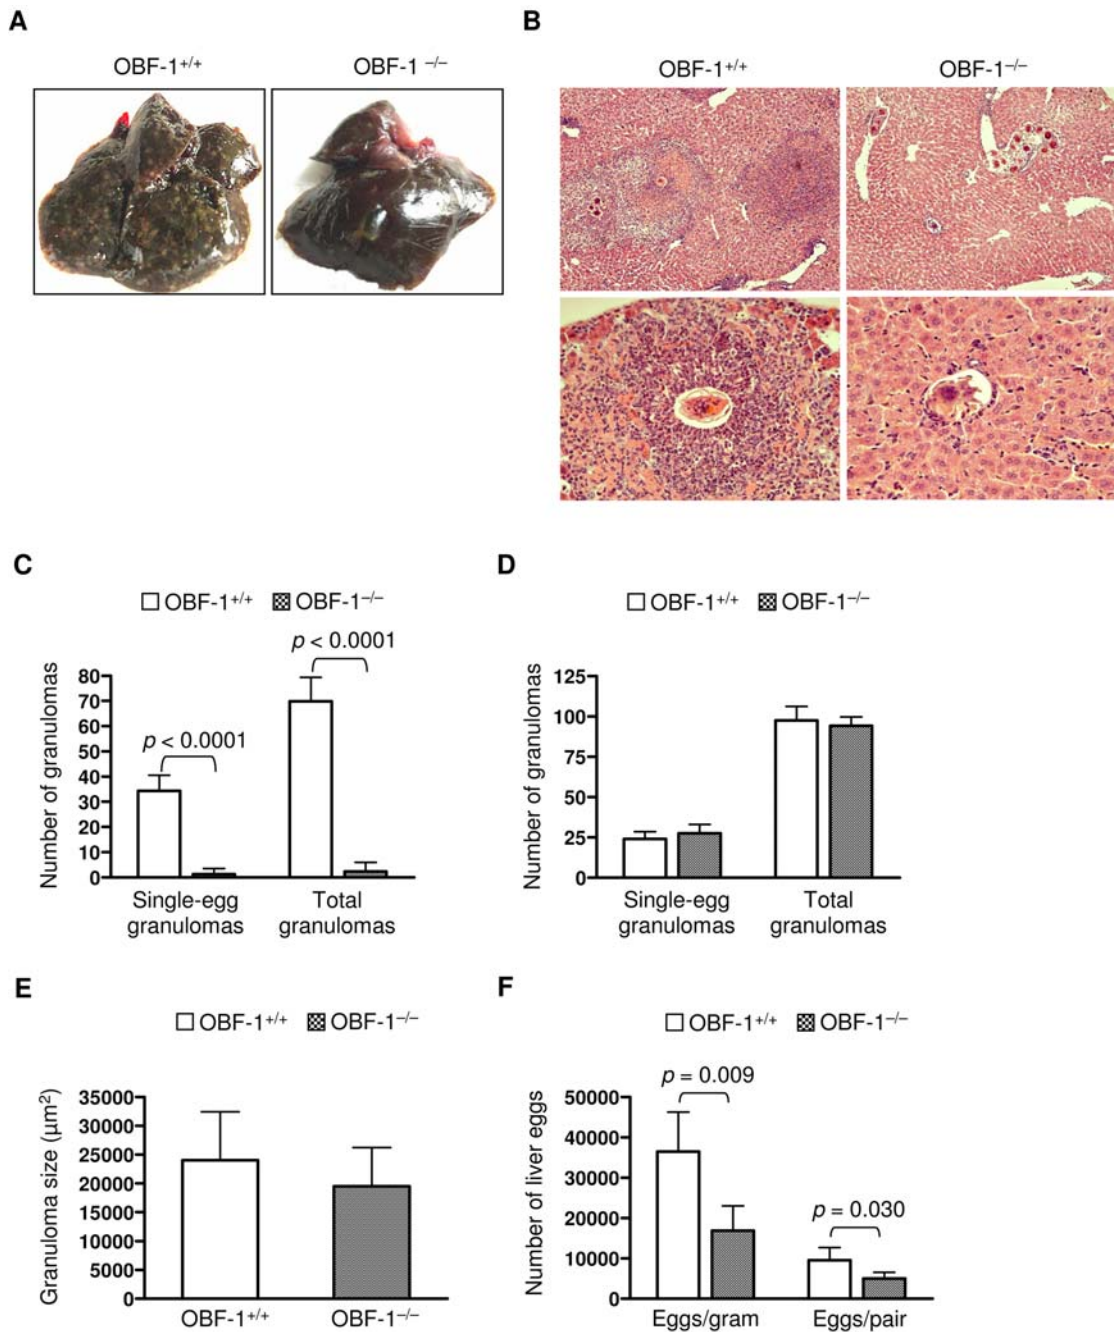 A
OBF-1+/+
OBF-1 –/–
B
OBF-1+/+
OBF-1–/–
C
OBF-1+/+ OBF-1–/–
p < 0.0001
p < 0.0001
Number of granulomas
80
70
60
50
40
30
20
10
0
Single-egg granulomas
Total granulomas
D
OBF-1+/+ OBF-1–/–
Number of granulomas
125
100
75
50
25
0
Single-egg granulomas
Total granulomas
E
OBF-1+/+ OBF-1–/–
Granuloma size (µm²)
35000
30000
25000
20000
15000
10000
5000
0
OBF-1+/+
OBF-1–/–
F
OBF-1+/+ OBF-1–/–
p = 0.009
p = 0.030
Number of liver eggs
50000
40000
30000
20000
10000
0
Eggs/gram
Eggs/pair